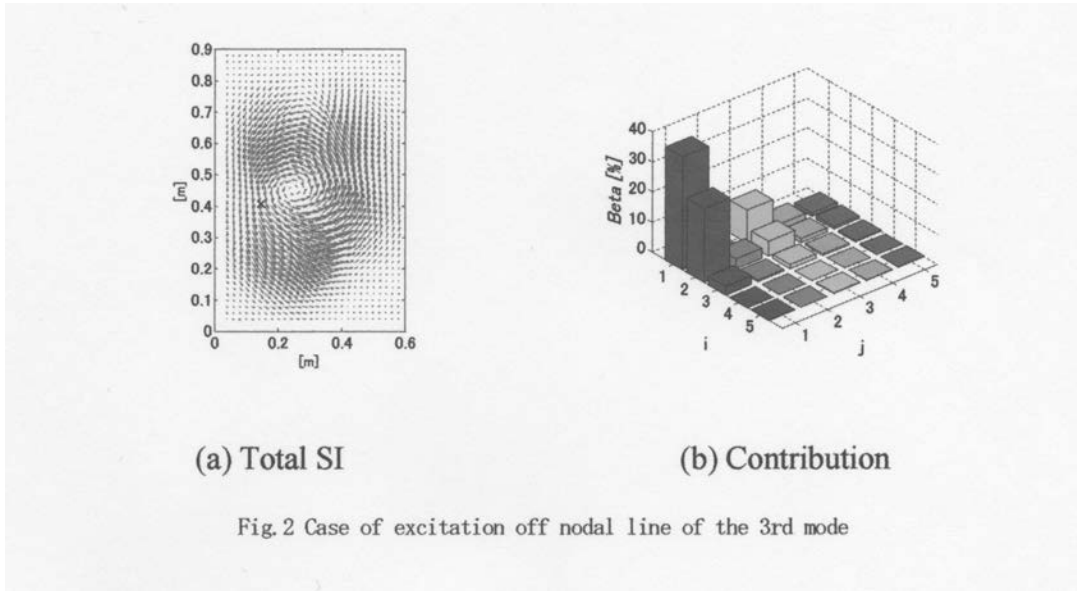 0.9
0.8
0.7
0.6
0.5
0.4
0.3
0.2
0.1
0
[m]
0 0.2 0.4 0.6
[m]
40
30
20
10
0
Beta [%]
1 2 3 4 5
i
1 2 3 4 5
j
(a) Total SI
(b) Contribution
Fig.2 Case of excitation off nodal line of the 3rd mode